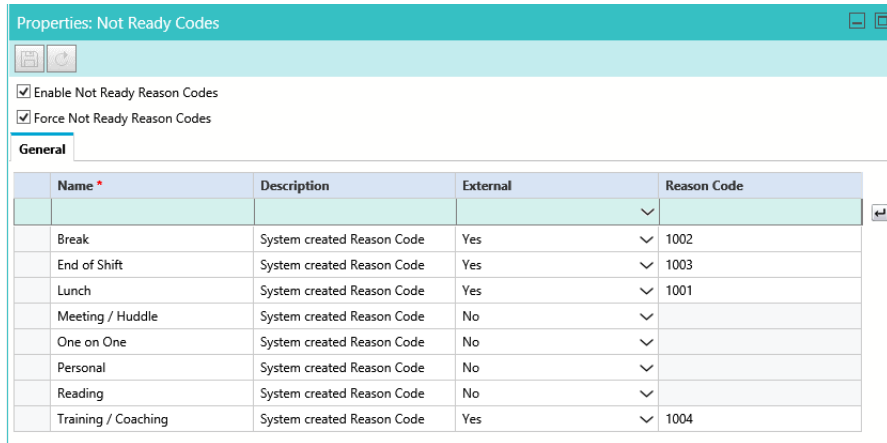 Properties: Not Ready Codes
Enable Not Ready Reason Codes
Force Not Ready Reason Codes
General
Name * Description External Reason Code
Break System created Reason Code Yes 1002
End of Shift System created Reason Code Yes 1003
Lunch System created Reason Code Yes 1001
Meeting / Huddle System created Reason Code No
One on One System created Reason Code No
Personal System created Reason Code No
Reading System created Reason Code No
Training / Coaching System created Reason Code Yes 1004